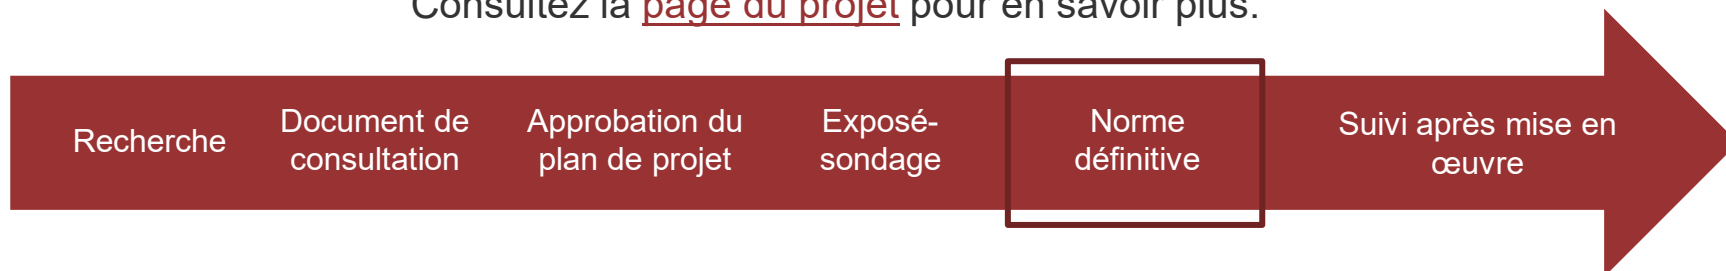 Consultez la page du projet pour en savoir plus.
Recherche
Document de
consultation
Approbation du
plan de projet
Exposé-
sondage
Norme
définitive
Suivi après mise en
œuvre